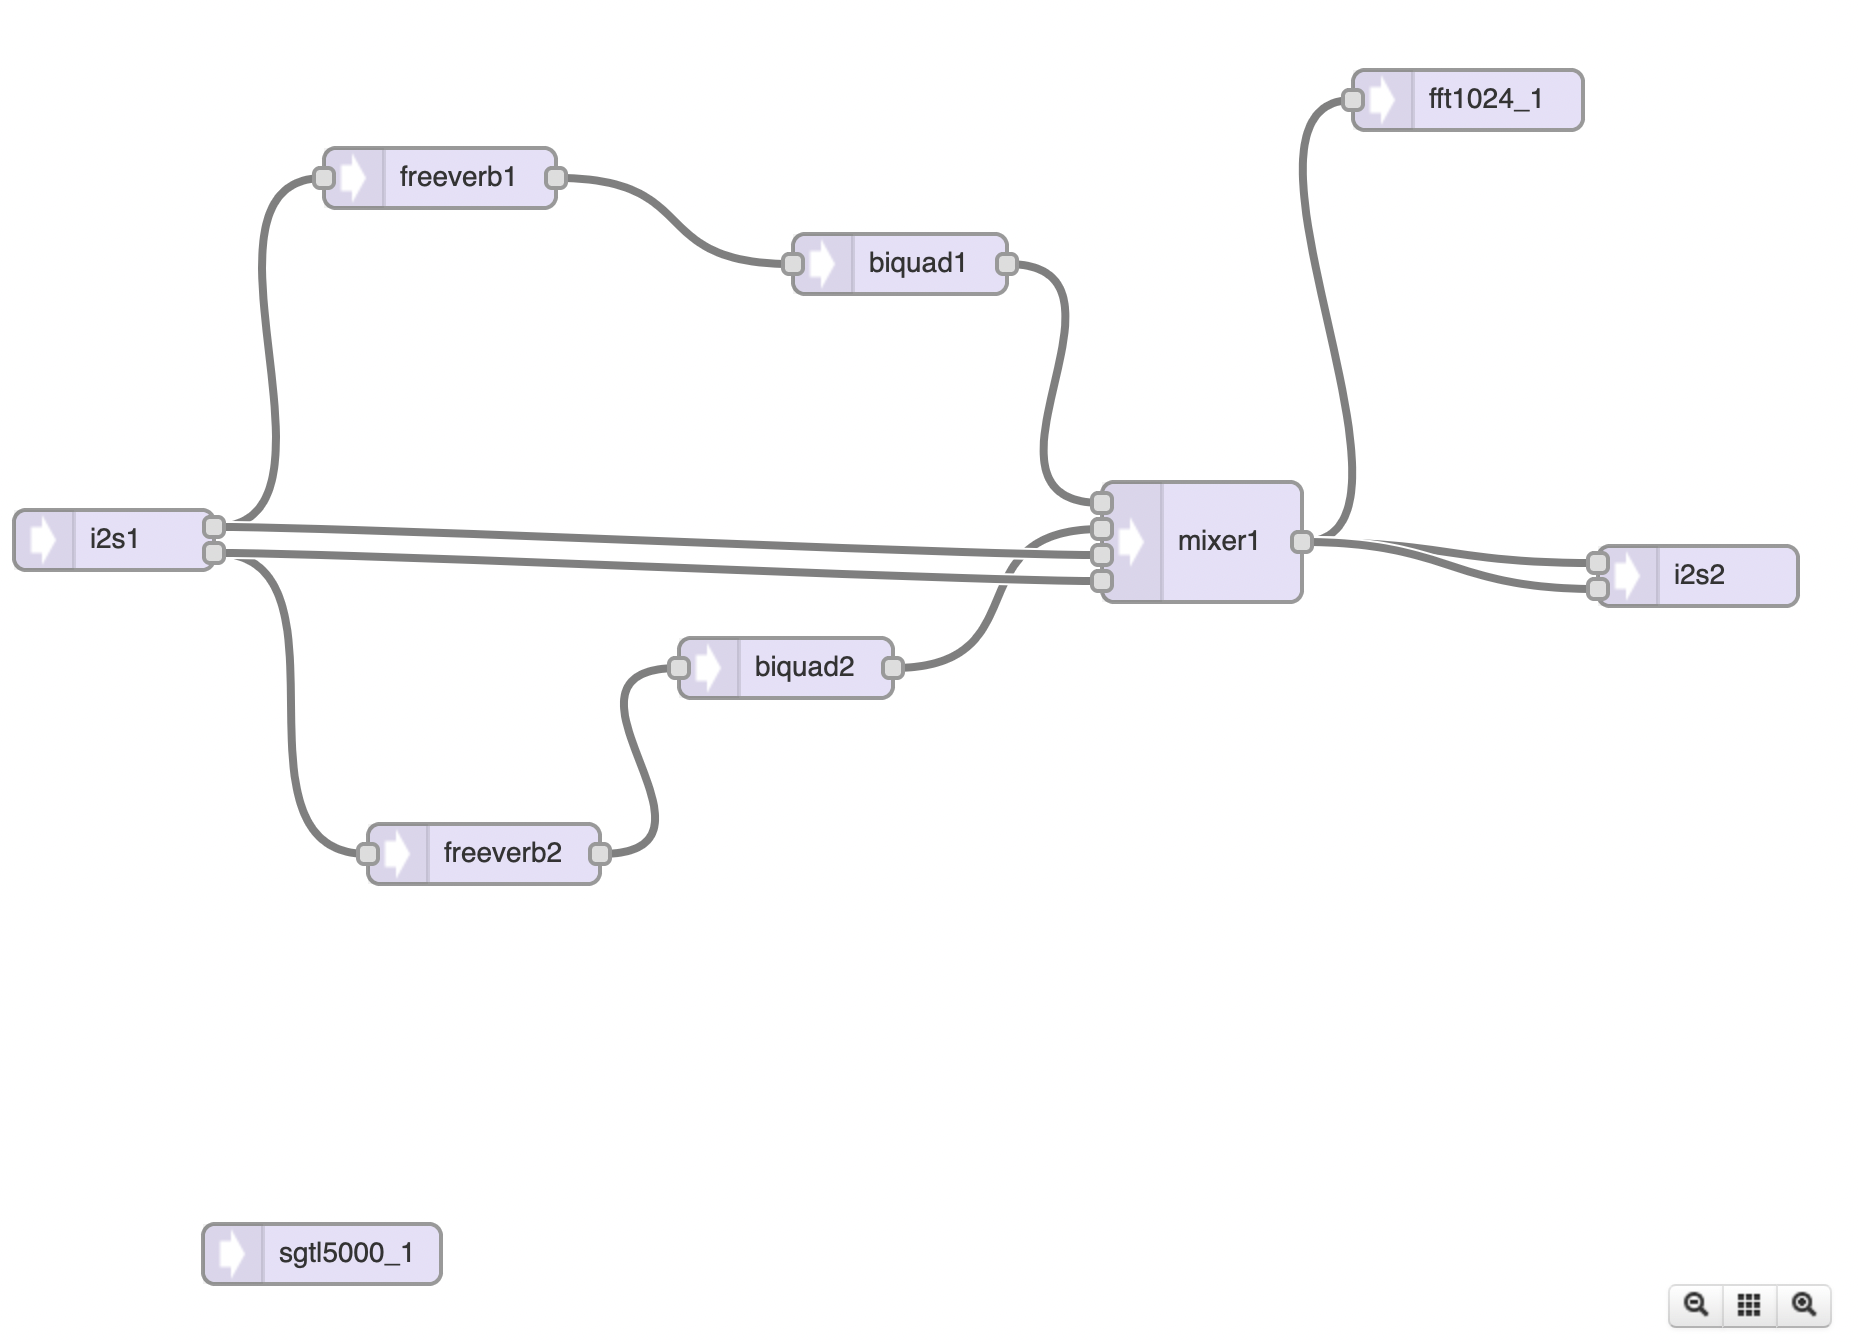 fft1024_1
freeverb1
biquad1
i2s1
mixer1
i2s2
biquad2
freeverb2
sgtl5000_1